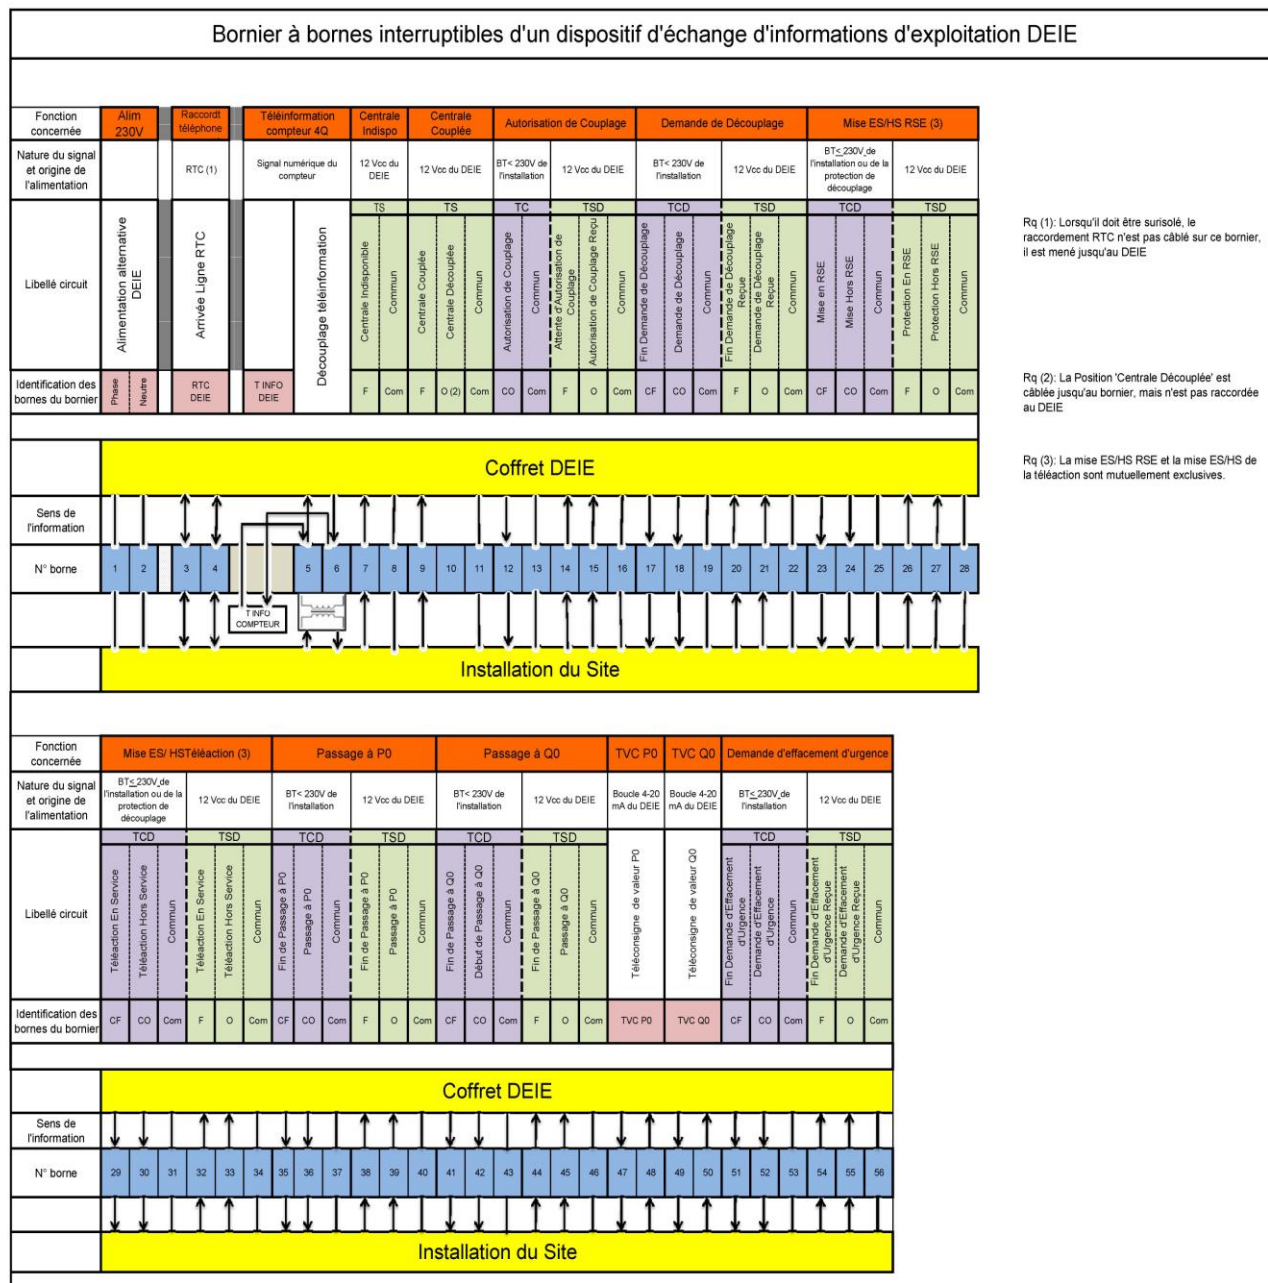 Bornier à bornes interruptibles d'un dispositif d'échange d'informations d'exploitation DEIE
Fonction
concernée
Alim
230V
Raccordt
téléphone
Téléinformation
compteur 4Q
Centrale
Indispo
Centrale
Couplée
Autorisation de Couplage
Demande de Découplage
Mise ES/HS RSE (3)
Nature du signal
et origine de
l'alimentation
RTC (1)
Signal numérique du
compteur
12 Vcc du
DEIE
12 Vcc du DEIE
BT< 230V de
l'installation
12 Vcc du DEIE
BT< 230V de
l'installation
12 Vcc du DEIE
BT≤ 230V de
l'installation ou de la
protection de
découplage
12 Vcc du DEIE
Libellé circuit
Alimentation alternative
DEIE
Arrivée Ligne RTC
Découplage téléinformation
TS
Centrale Indisponible
Commun
TS
Centrale Couplée
Centrale Découplée
Commun
TC
Autorisation de Couplage
Commun
TSD
Attente d'Autorisation de
Couplage
Autorisation de Couplage Reçu
Commun
TCD
Fin Demande de Découplage
Demande de Découplage
Commun
TSD
Fin Demande de Découplage
Reçue
Demande de Découplage
Reçue
Commun
TCD
Mise en RSE
Mise Hors RSE
Commun
TSD
Protection En RSE
Protection Hors RSE
Commun
Identification des
bornes du bornier
Phase
Neutre
RTC
DEIE
T INFO
DEIE
F Com F O (2) Com CO Com F O Com CF CO Com F O Com CF CO Com F O Com
Rq (1): Lorsqu'il doit être surisolé, le
raccordement RTC n'est pas câblé sur ce bornier,
il est mené jusqu'au DEIE
Rq (2): La Position 'Centrale Découplée' est
câblée jusqu'au bornier, mais n'est pas raccordée
au DEIE
Rq (3): La mise ES/HS RSE et la mise ES/HS de
la téléaction sont mutuellement exclusives.
Coffret DEIE
Sens de
l'information
N° borne
1 2 3 4 5 6 7 8 9 10 11 12 13 14 15 16 17 18 19 20 21 22 23 24 25 26 27 28
T INFO
COMPTEUR
Installation du Site
Fonction
concernée
Mise ES/ HSTéléaction (3)
Passage à P0
Passage à Q0
TVC P0
TVC Q0
Demande d'effacement d'urgence
Nature du signal
et origine de
l'alimentation
BT≤ 230V de
l'installation ou de la
protection de
découplage
12 Vcc du DEIE
BT< 230V de
l'installation
12 Vcc du DEIE
BT< 230V de
l'installation
12 Vcc du DEIE
Boucle 4-20
mA du DEIE
Boucle 4-20
mA du DEIE
BT≤ 230V de
l'installation
12 Vcc du DEIE
Libellé circuit
TCD
Téléaction En Service
Téléaction Hors Service
Commun
TSD
Téléaction En Service
Téléaction Hors Service
Commun
TCD
Fin de Passage à P0
Passage à P0
Commun
TSD
Fin de Passage à P0
Passage à P0
Commun
TCD
Fin de Passage à Q0
Début de Passage à Q0
Commun
TSD
Fin de Passage à Q0
Passage à Q0
Commun
Téléconsigne de valeur P0
Téléconsigne de valeur Q0
TCD
Fin Demande d'Effacement
d'Urgence
Demande d'Effacement
d'Urgence
Commun
TSD
Fin Demande d'Effacement
d'Urgence Reçue
Demande d'Effacement
d'Urgence Reçue
Commun
Identification des
bornes du bornier
CF CO Com F O Com CF CO Com F O Com CF CO Com F O Com TVC P0 TVC Q0 CF CO Com F O Com
Coffret DEIE
Sens de
l'information
N° borne
29 30 31 32 33 34 35 36 37 38 39 40 41 42 43 44 45 46 47 48 49 50 51 52 53 54 55 56
Installation du Site